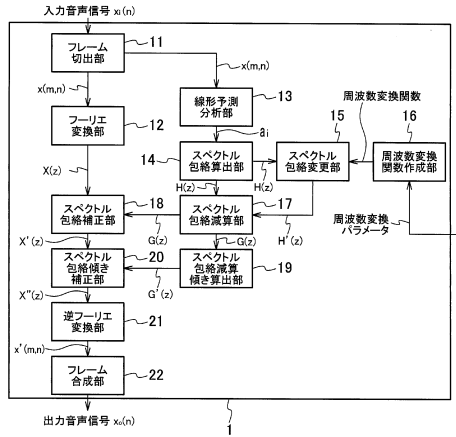 入力音声信号 xi(n)
フレーム
切出部
11
x(m,n)
x(m,n)
線形予測
分析部
13
フーリエ
変換部
12
ai
周波数変換関数
15
16
14
スペクトル
包絡算出部
スペクトル
包絡変更部
周波数変換
関数作成部
X(z)
H(z)
H(z)
18
17
スペクトル
包絡補正部
スペクトル
包絡減算部
周波数変換
パラメータ
G(z)
H'(z)
X'(z)
G(z)
20
スペクトル
包絡傾き
補正部
スペクトル
包絡減算
傾き算出部
19
G'(z)
X"(z)
逆フーリエ
変換部
21
x'(m,n)
フレーム
合成部
22
出力音声信号 xo(n)
1